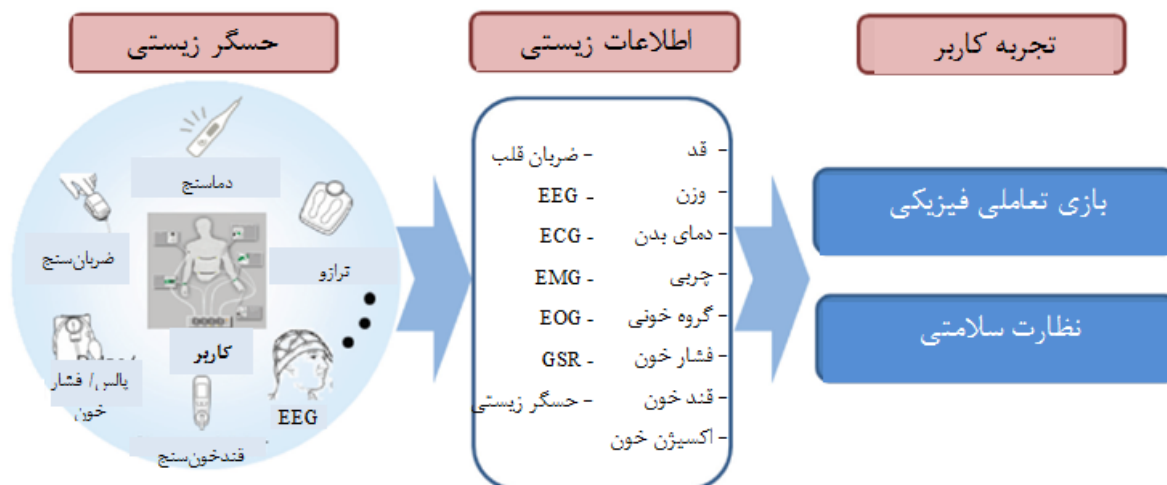 حسگر زیستی
دماسنج
ترازو
ضربان‌سنج
کاربر
پالس/ فشار
خون
EEG
قندخون‌سنج
اطلاعات زیستی
- قد
- وزن
- دمای بدن
- چربی
- گروه خونی
- فشار خون
- قند خون
- اکسیژن خون
- ضربان قلب
- EEG
- ECG
- EMG
- EOG
- GSR
- حسگر زیستی
تجربه کاربر
بازی تعاملی فیزیکی
نظارت سلامتی